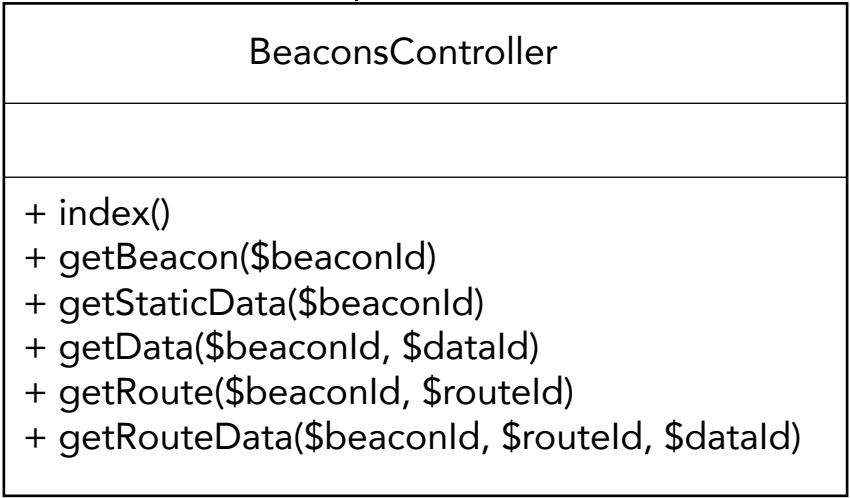 BeaconsController
+ index()
+ getBeacon($beaconId)
+ getStaticData($beaconId)
+ getData($beaconId, $dataId)
+ getRoute($beaconId, $routeId)
+ getRouteData($beaconId, $routeId, $dataId)